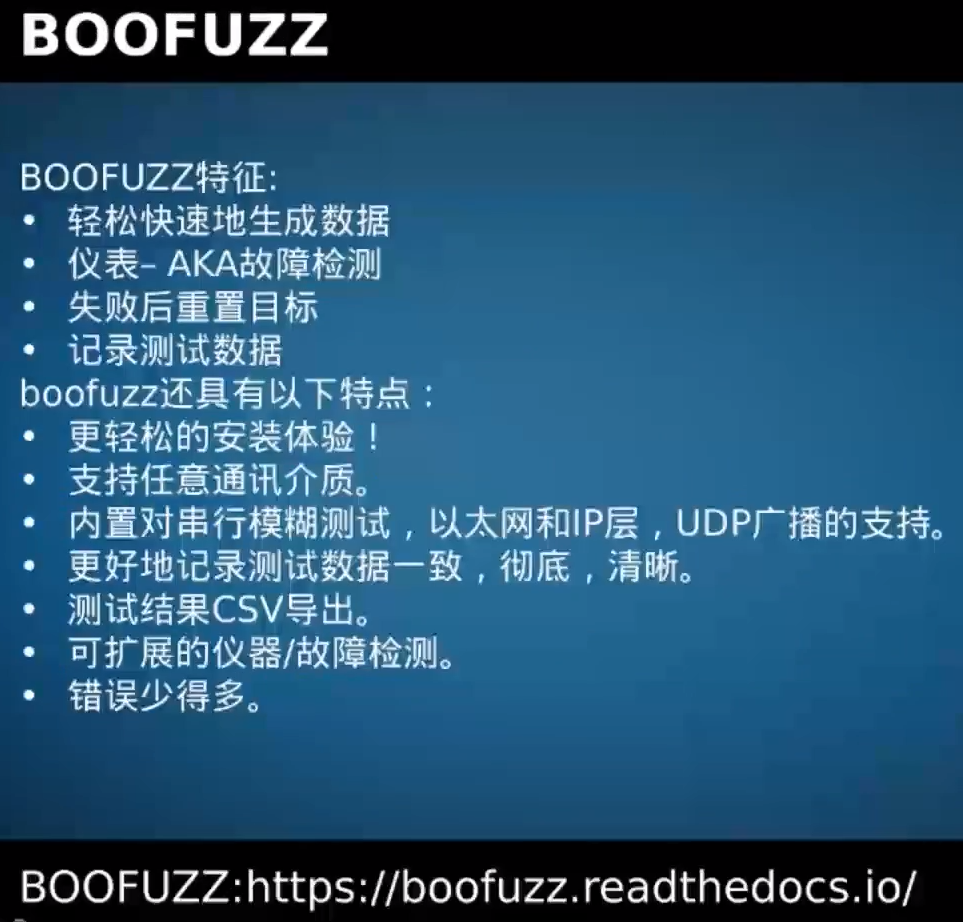 BOOFUZZ
BOOFUZZ特征:
• 轻松快速地生成数据
• 仪表– AKA故障检测
• 失败后重置目标
• 记录测试数据
boofuzz还具有以下特点：
• 更轻松的安装体验！
• 支持任意通讯介质。
• 内置对串行模糊测试，以太网和IP层，UDP广播的支持。
• 更好地记录测试数据一致，彻底，清晰。
• 测试结果CSV导出。
• 可扩展的仪器/故障检测。
• 错误少得多。
BOOFUZZ:https://boofuzz.readthedocs.io/